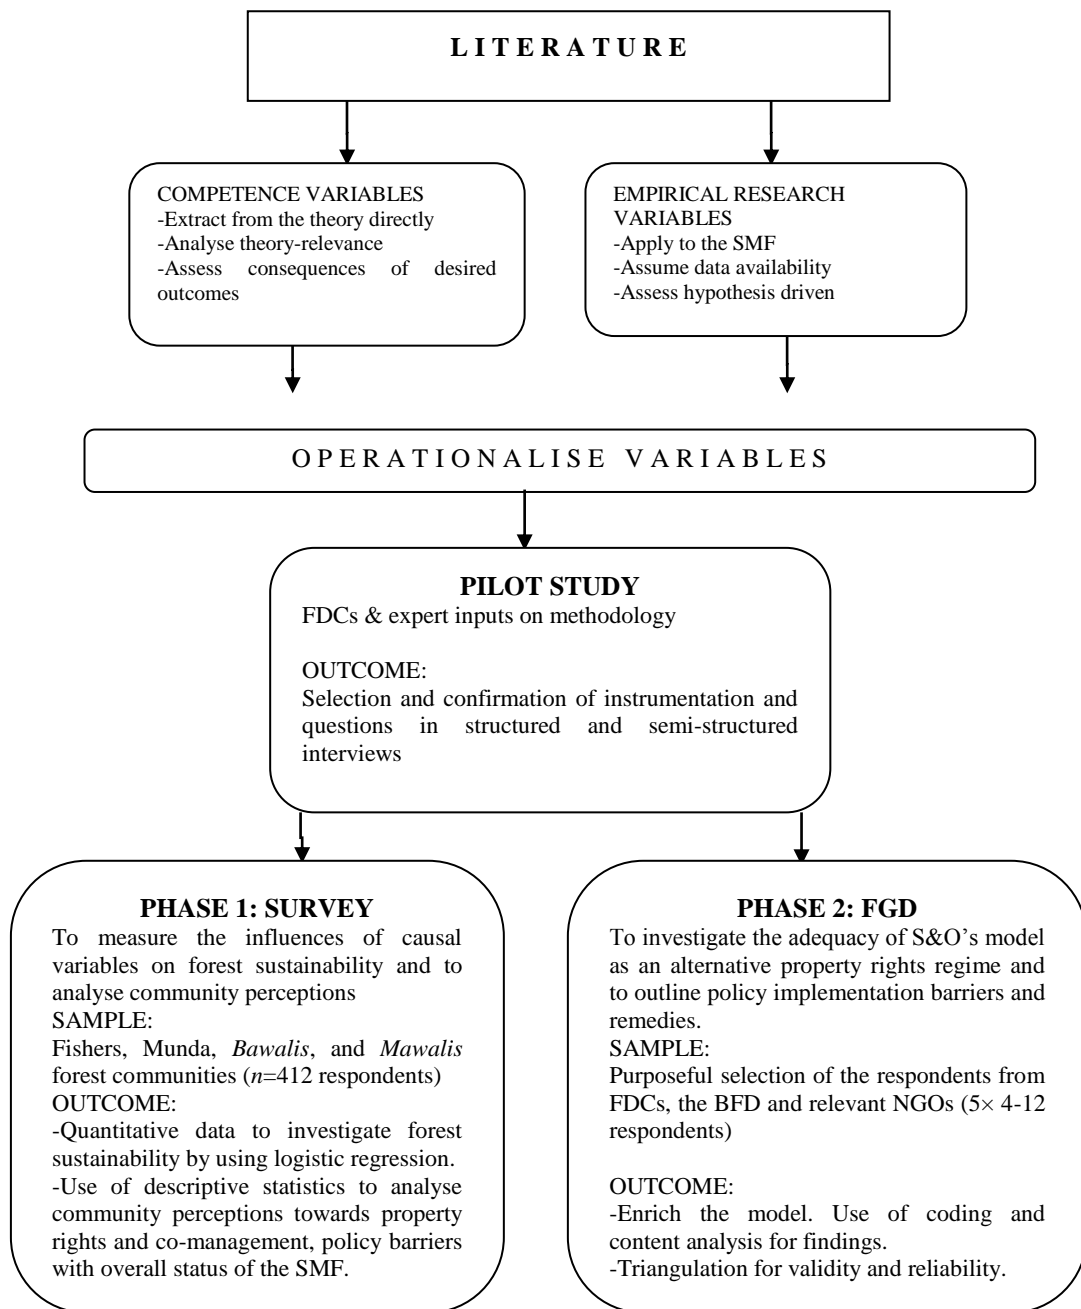 LITERATURE
COMPETENCE VARIABLES
-Extract from the theory directly
-Analyse theory-relevance
-Assess consequences of desired
outcomes
EMPIRICAL RESEARCH
VARIABLES
-Apply to the SMF
-Assume data availability
-Assess hypothesis driven
OPERATIONALISE VARIABLES
PILOT STUDY
FDCs & expert inputs on methodology
OUTCOME:
Selection and confirmation of instrumentation and
questions in structured and semi-structured
interviews
PHASE 1: SURVEY
To measure the influences of causal
variables on forest sustainability and to
analyse community perceptions
SAMPLE:
Fishers, Munda, Bawalis, and Mawalis
forest communities (n=412 respondents)
OUTCOME:
-Quantitative data to investigate forest
sustainability by using logistic regression.
-Use of descriptive statistics to analyse
community perceptions towards property
rights and co-management, policy barriers
with overall status of the SMF.
PHASE 2: FGD
To investigate the adequacy of S&O’s model
as an alternative property rights regime and
to outline policy implementation barriers and
remedies.
SAMPLE:
Purposeful selection of the respondents from
FDCs, the BFD and relevant NGOs (5× 4-12
respondents)
OUTCOME:
-Enrich the model. Use of coding and
content analysis for findings.
-Triangulation for validity and reliability.